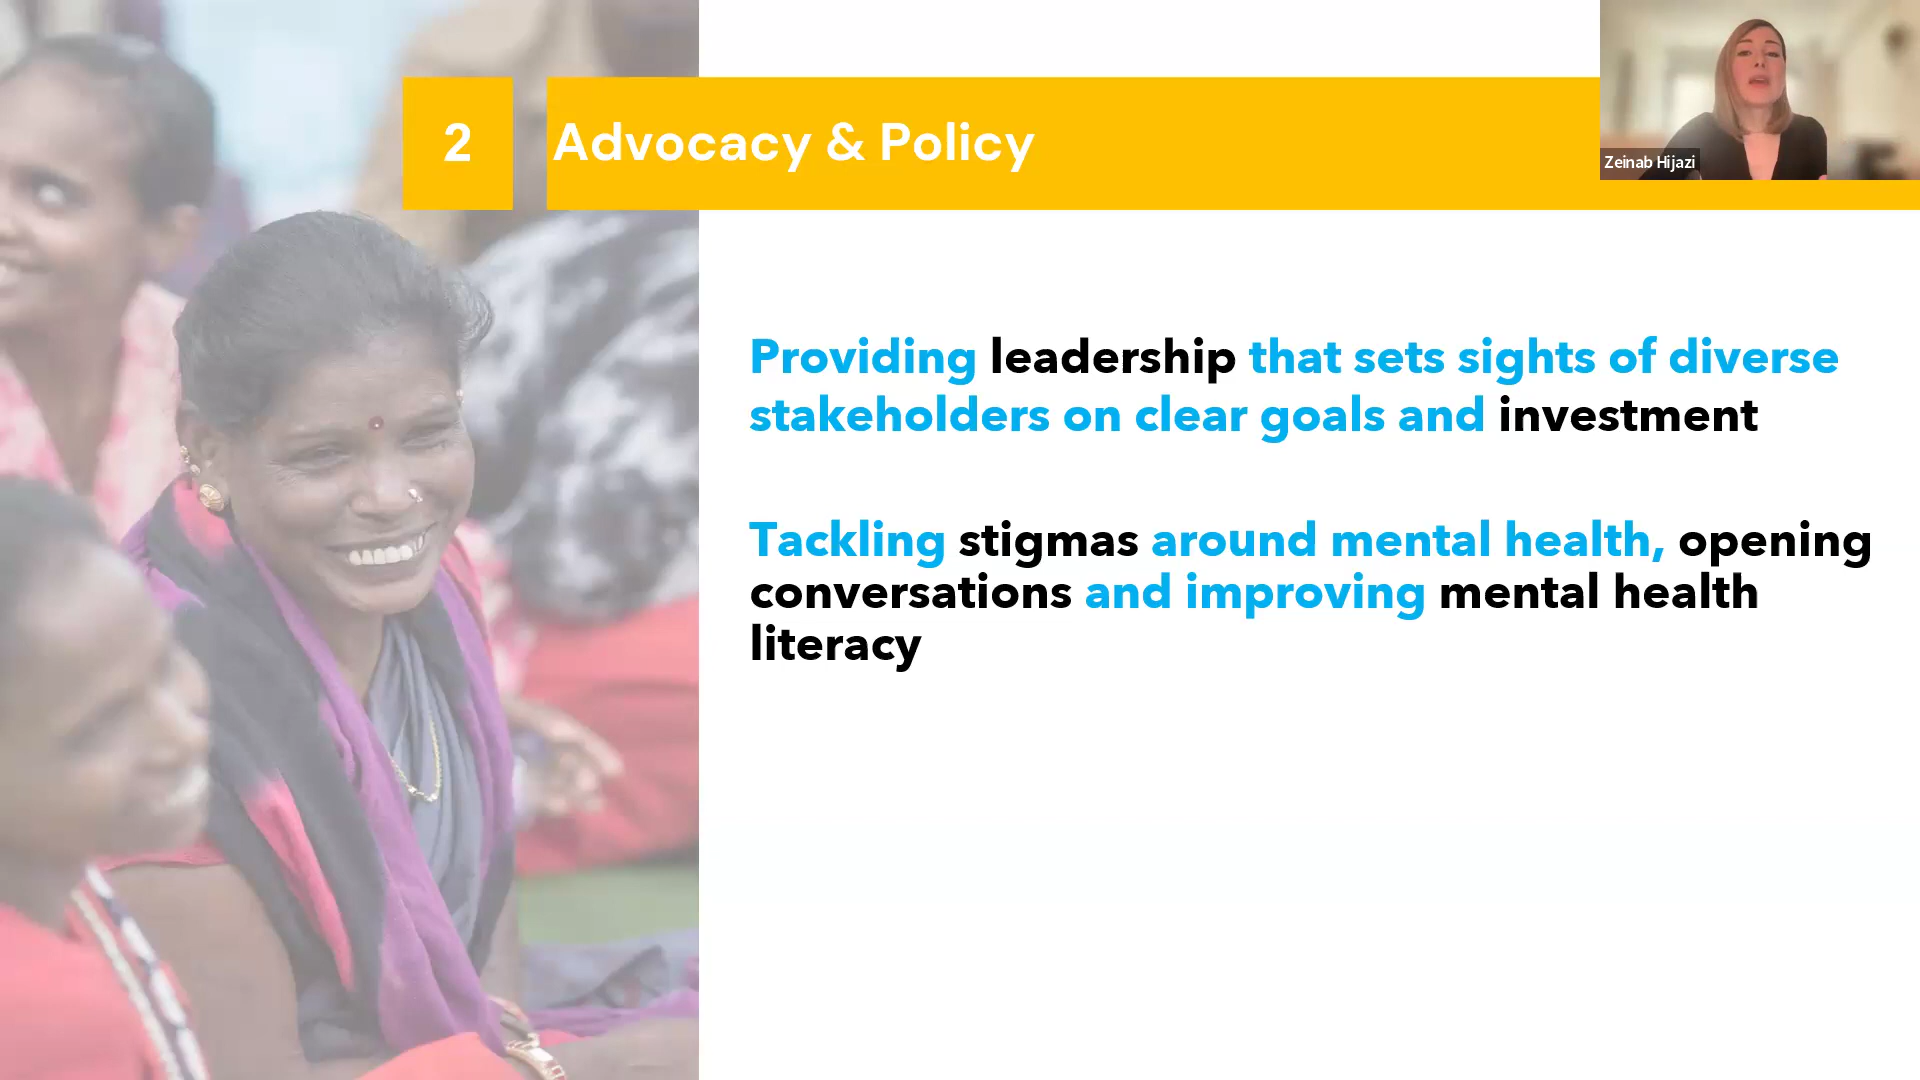 2
Advocacy & Policy
Zeinab Hijazi
Providing leadership that sets sights of diverse
stakeholders on clear goals and investment
Tackling stigmas around mental health, opening
conversations and improving mental health
literacy